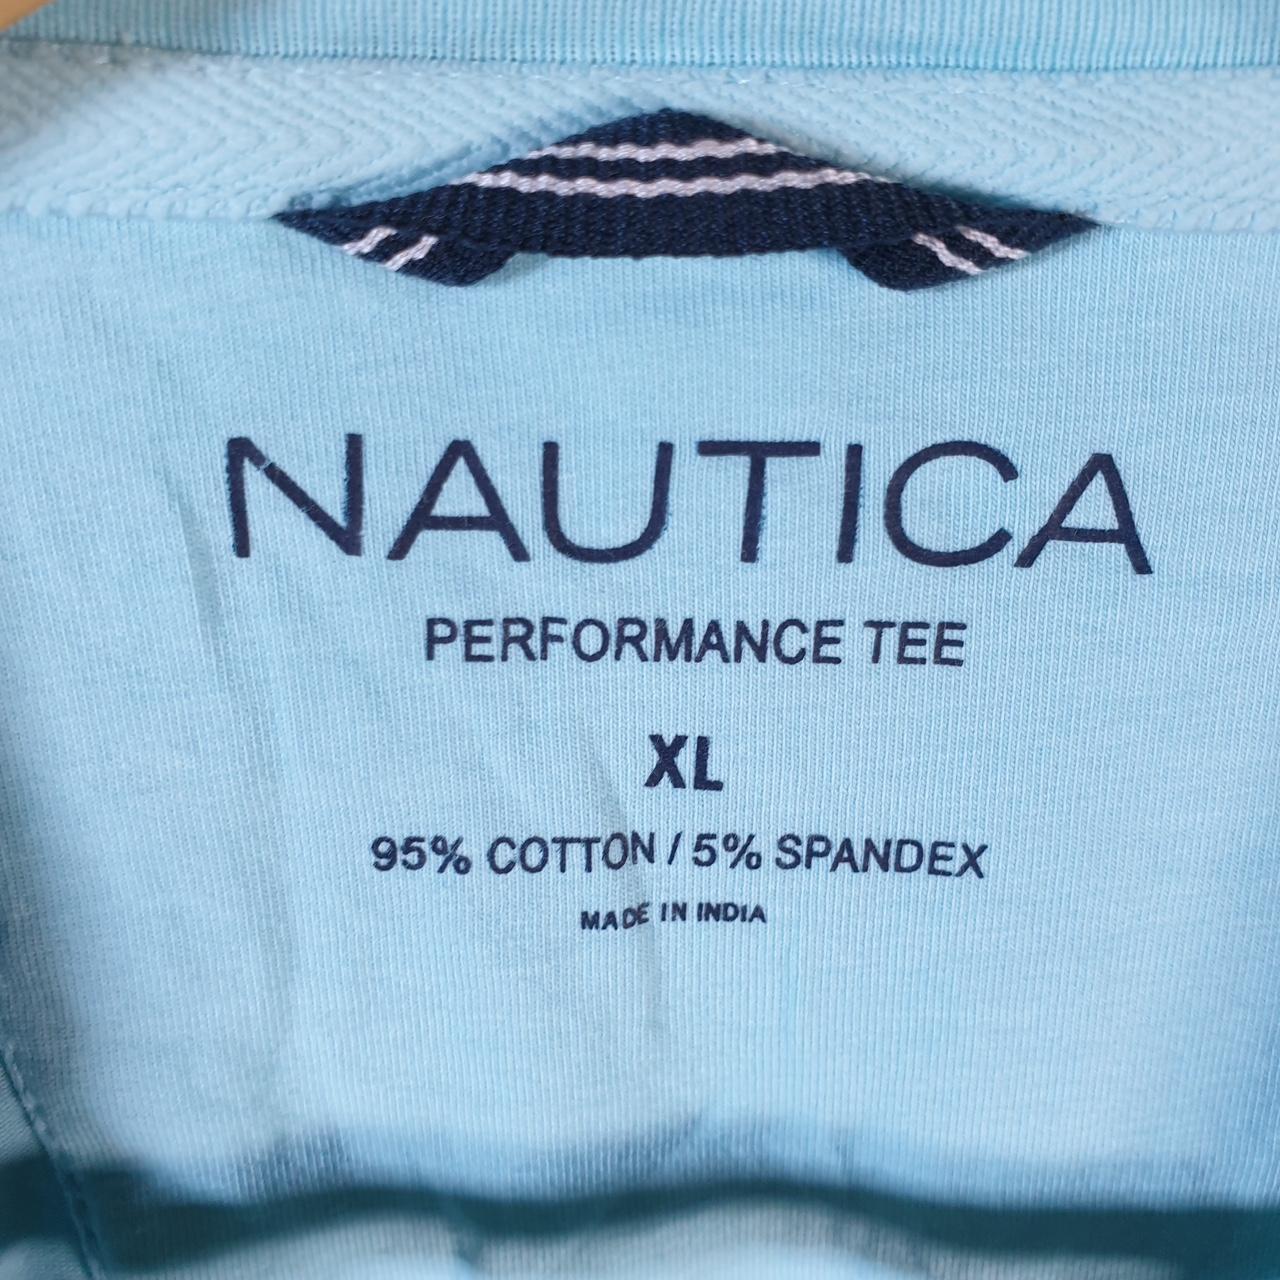 NAUTICA
PERFORMANCE TEE
XL
95% COTTON / 5% SPANDEX
MADE IN INDIA